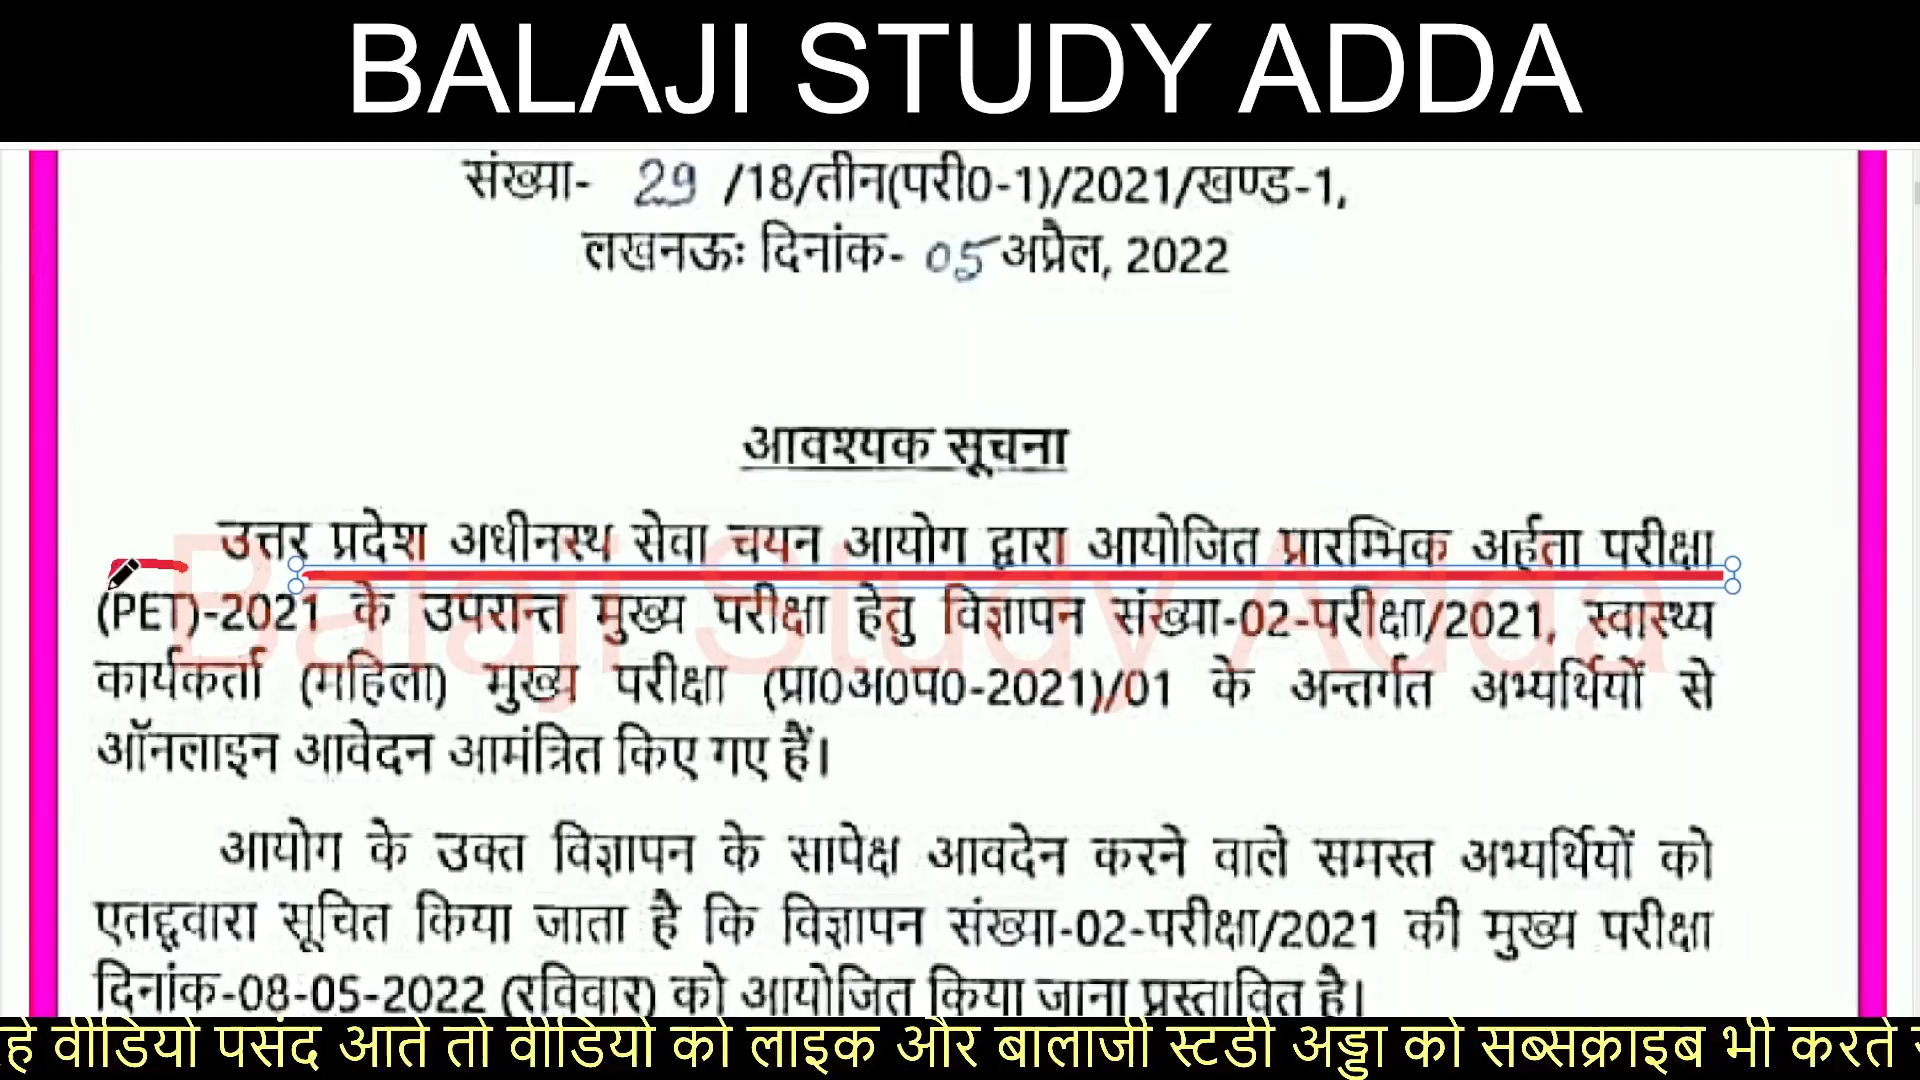 BALAJI STUDY ADDA
संख्या- 29 /18/तीन(परी0-1)/2021/खण्ड-1,
लखनऊः दिनांक- 05 अप्रैल, 2022
आवश्यक सूचना
उत्तर प्रदेश अधीनस्थ सेवा चयन आयोग द्वारा आयोजित प्रारम्भिक अर्हता परीक्षा
(PET)-2021 के उपरान्त मुख्य परीक्षा हेतु विज्ञापन संख्या-02-परीक्षा/2021, स्वास्थ्य
Balaji Study Adda
कार्यकर्ता (महिला) मुख्य परीक्षा (प्रा0अ0प0-2021)/01 के अन्तर्गत अभ्यर्थियों से
ऑनलाइन आवेदन आमंत्रित किए गए हैं।
आयोग के उक्त विज्ञापन के सापेक्ष आवदेन करने वाले समस्त अभ्यर्थियों को
एतद्द्वारा सूचित किया जाता है कि विज्ञापन संख्या-02-परीक्षा/2021 की मुख्य परीक्षा
दिनांक-08-05-2022 (रविवार) को आयोजित किया जाना प्रस्तावित है।
हे वीडियो पसंद आते तो वीडियो को लाइक और बालाजी स्टडी अड्डा को सब्सक्राइब भी करते